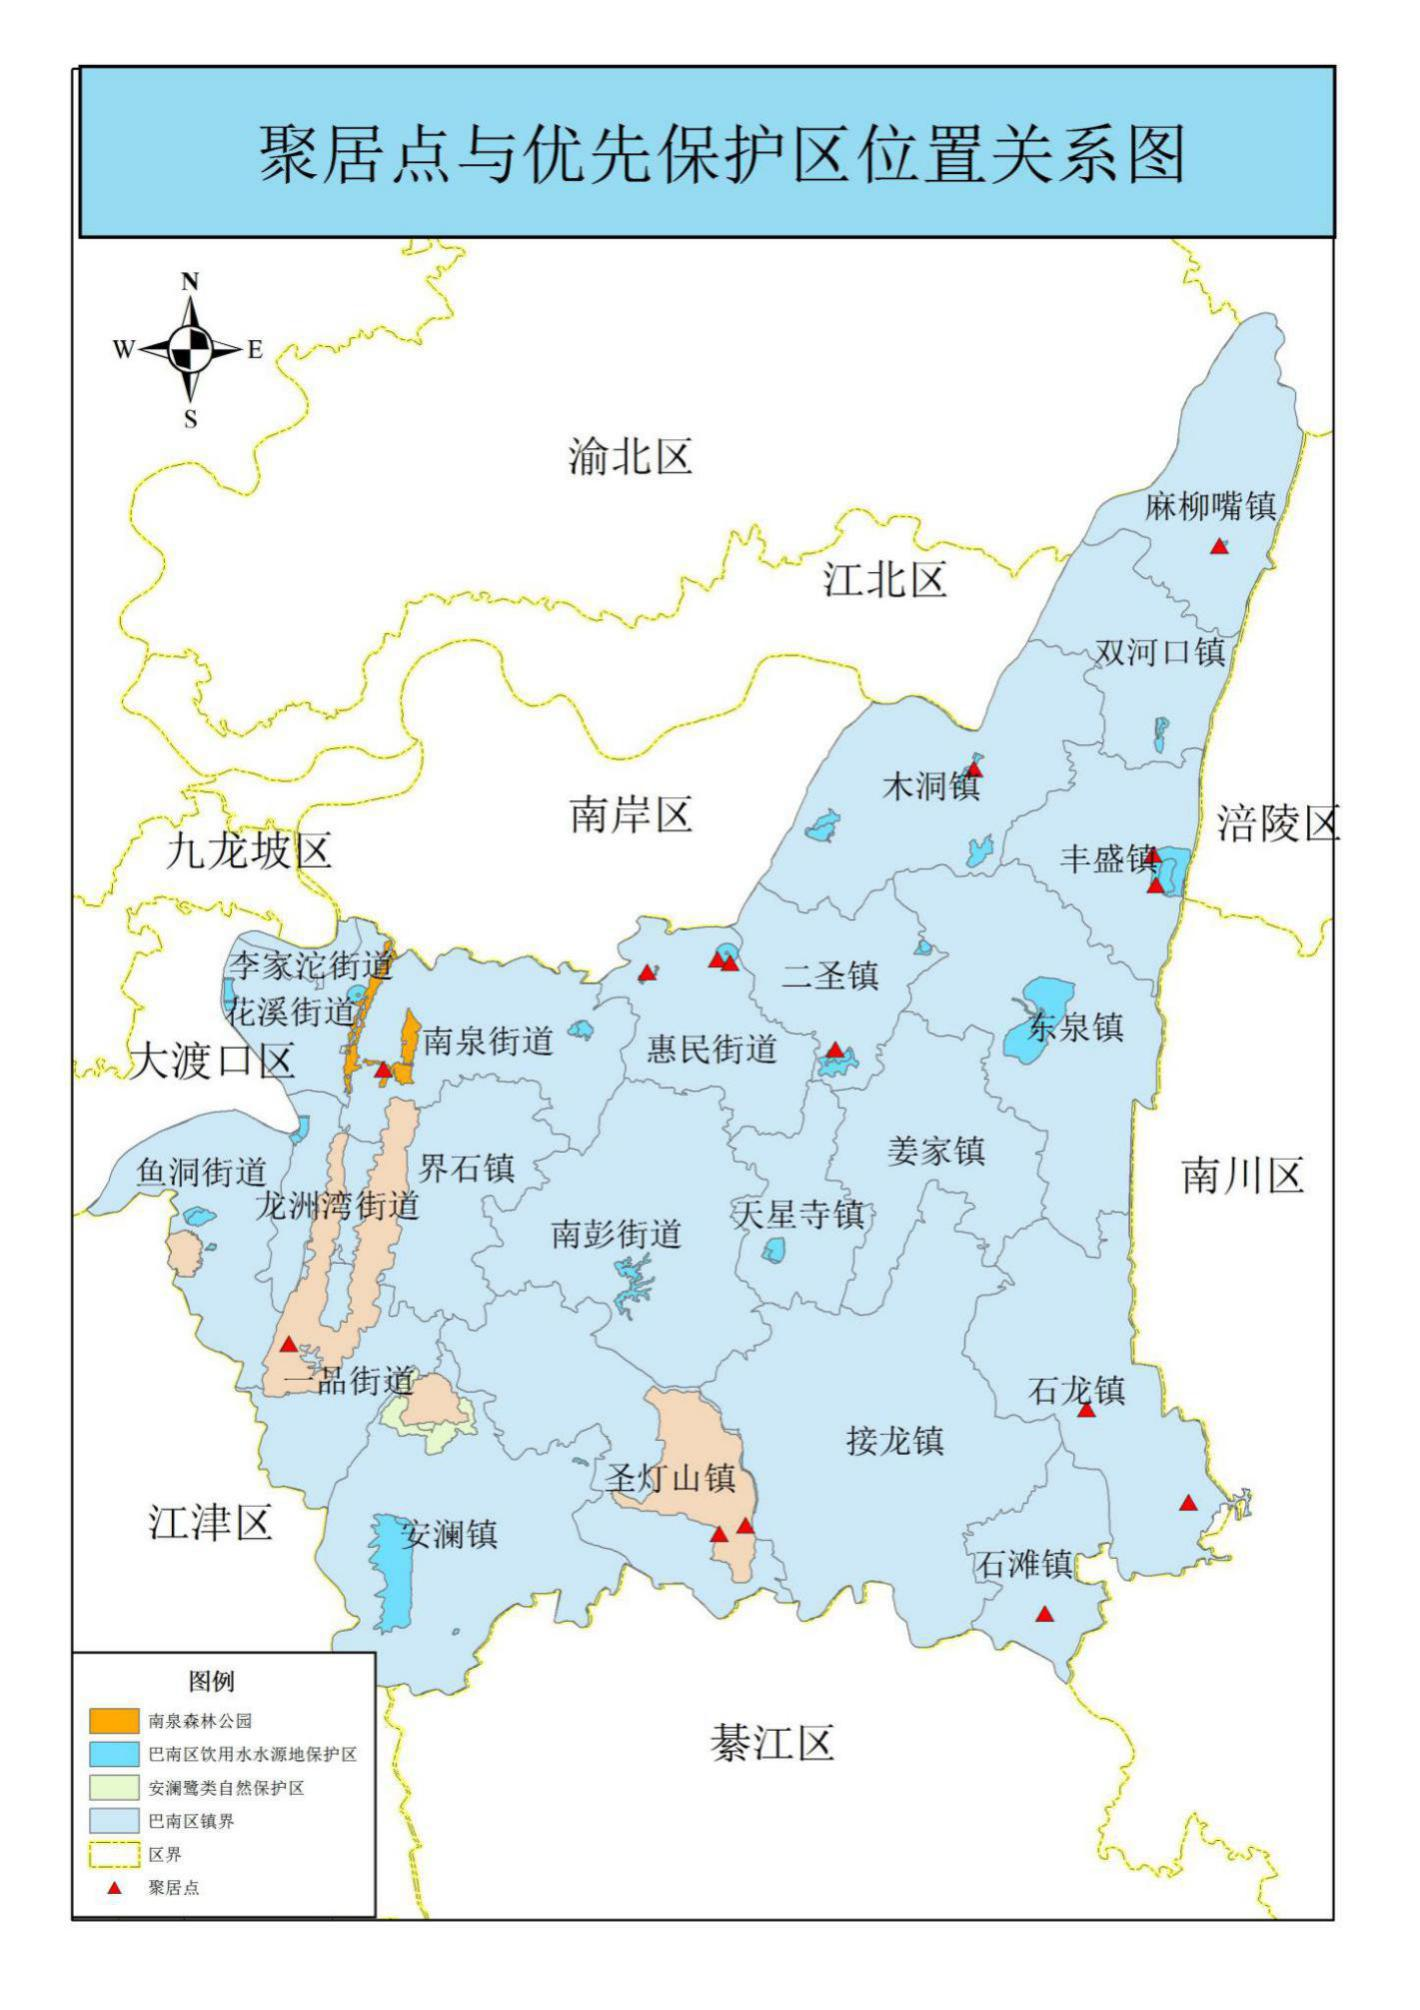 聚居点与优先保护区位置关系图
N
W
E
S
渝北区
麻柳嘴镇
江北区
双河口镇
木洞镇
南岸区
涪陵区
九龙坡区
丰盛镇
李家沱街道
二圣镇
花溪街道
南泉街道
惠民街道
东泉镇
大渡口区
鱼洞街道
界石镇
姜家镇
南川区
龙洲湾街道
南彭街道
天星寺镇
一品街道
石龙镇
接龙镇
圣灯山镇
江津区
安澜镇
石滩镇
綦江区
图例
南泉森林公园
巴南区饮用水水源地保护区
安澜鹭类自然保护区
巴南区镇界
区界
聚居点